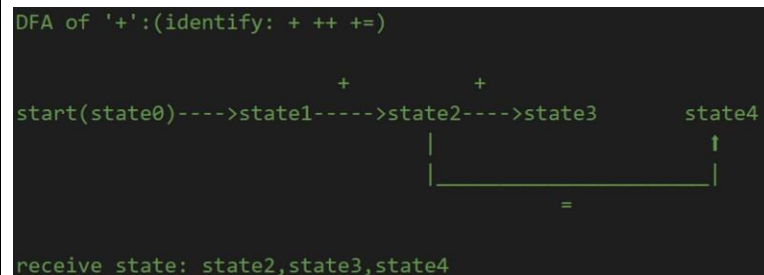 DFA of '+':(identify: + ++ +=)
+ +
start(state0)---->state1----->state2---->state3 state4
=
receive state: state2,state3,state4